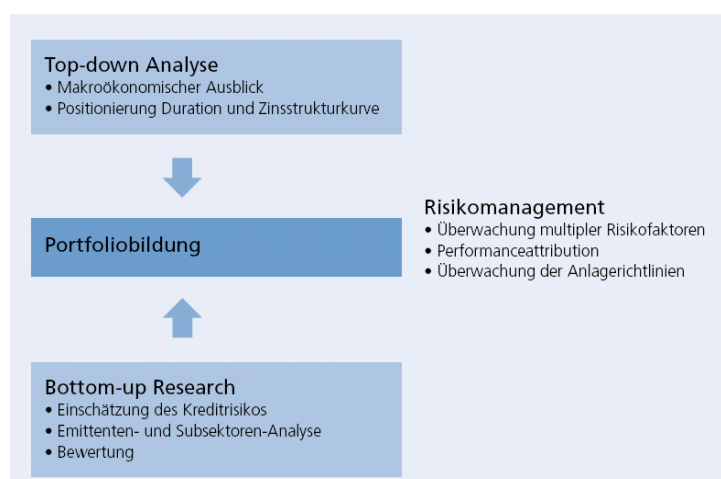 Top-down Analyse
• Makroökonomischer Ausblick
• Positionierung Duration und Zinsstrukturkurve
Portfoliobildung
Risikomanagement
• Überwachung multipler Risikofaktoren
• Performanceattribution
• Überwachung der Anlagerichtlinien
Bottom-up Research
• Einschätzung des Kreditrisikos
• Emittenten- und Subsektoren-Analyse
• Bewertung